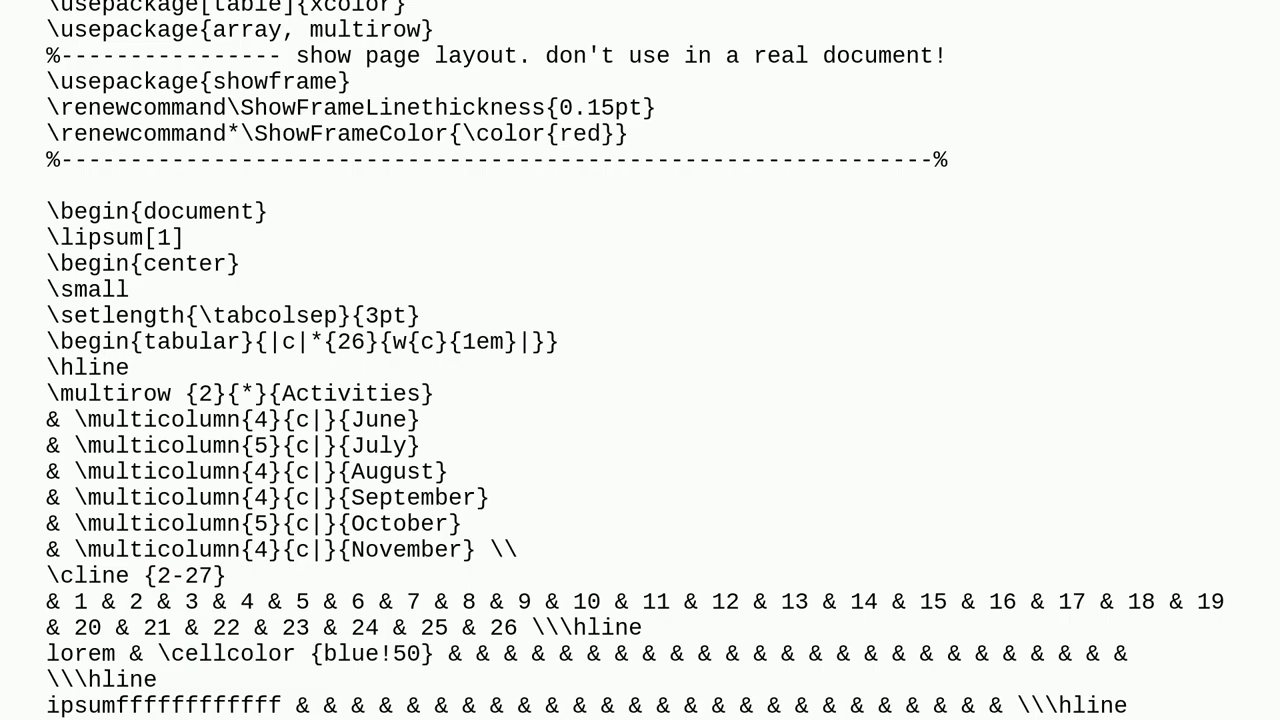 \usepackage[table]{xcolor}
\usepackage{array, multirow}
%---------------- show page layout. don't use in a real document!
\usepackage{showframe}
\renewcommand\ShowFrameLinethickness{0.15pt}
\renewcommand*\ShowFrameColor{\color{red}}
%---------------------------------------------------------------%
\begin{document}
\lipsum[1]
\begin{center}
\small
\setlength{\tabcolsep}{3pt}
\begin{tabular}{|c|*{26}{w{c}{1em}|}}
\hline
\multirow {2}{*}{Activities}
& \multicolumn{4}{c|}{June}
& \multicolumn{5}{c|}{July}
& \multicolumn{4}{c|}{August}
& \multicolumn{4}{c|}{September}
& \multicolumn{5}{c|}{October}
& \multicolumn{4}{c|}{November} \\
\cline {2-27}
& 1 & 2 & 3 & 4 & 5 & 6 & 7 & 8 & 9 & 10 & 11 & 12 & 13 & 14 & 15 & 16 & 17 & 18 & 19
& 20 & 21 & 22 & 23 & 24 & 25 & 26 \\\hline
lorem & \cellcolor {blue!50} & & & & & & & & & & & & & & & & & & & & & & & & &
\\\hline
ipsumffffffffffff & & & & & & & & & & & & & & & & & & & & & & & & & & \\\hline